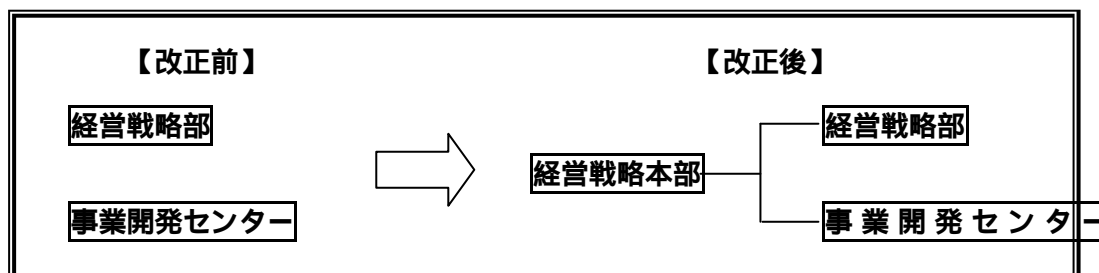 【改正前】
【改正後】
経営戦略部
経営戦略部
経営戦略本部
事業開発センター
事業開発センター